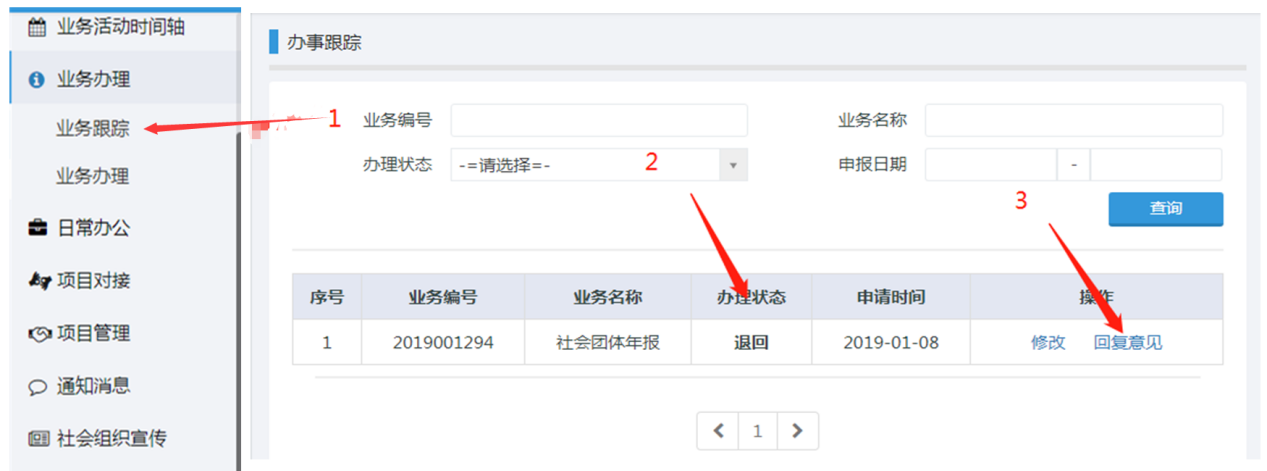 业务活动时间轴
业务办理
业务跟踪
业务办理
日常办公
项目对接
项目管理
通知消息
社会组织宣传
办事跟踪
1 业务编号 业务名称
办理状态 -=请选择=- 2 申报日期 -
3 查询
序号 业务编号 业务名称 办理状态 申请时间 操作
1 2019001294 社会团体年报 退回 2019-01-08 修改 回复意见
1